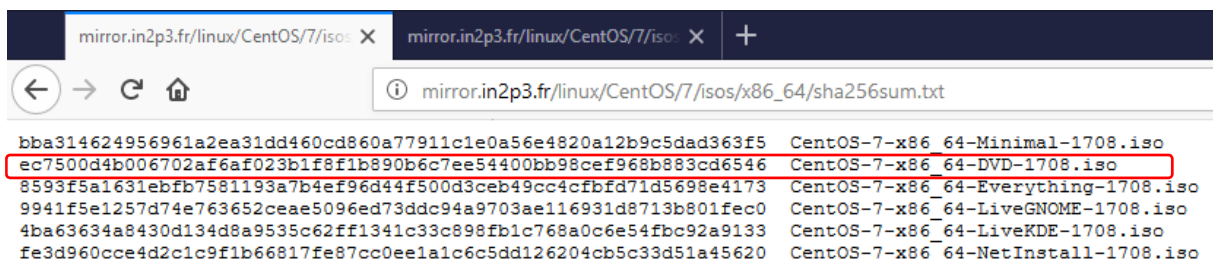 mirror.in2p3.fr/linux/CentOS/7/isos mirror.in2p3.fr/linux/CentOS/7/isos
mirror.in2p3.fr/linux/CentOS/7/isos/x86_64/sha256sum.txt
bba314624956961a2ea31dd460cd860a77911c1e0a56e4820a12b9c5dad363f5 CentOS-7-x86_64-Minimal-1708.iso
ec7500d4b006702af6af023b1f8f1b890b6c7ee54400bb98cef968b883cd6546 CentOS-7-x86_64-DVD-1708.iso
8593f5a1631ebfb7581193a7b4ef96d44f500d3ceb49cc4cfbfd71d5698e4173 CentOS-7-x86_64-Everything-1708.iso
9941f5e1257d74e763652ceae5096ed73ddc94a9703ae116931d8713b801fec0 CentOS-7-x86_64-LiveGNOME-1708.iso
4ba63634a8430d134d8a9535c62ff1341c33c898fb1c768a0c6e54fbc92a9133 CentOS-7-x86_64-LiveKDE-1708.iso
fe3d960cce4d2c1c9f1b66817fe87cc0ee1a1c6c5dd126204cb5c33d51a45620 CentOS-7-x86_64-NetInstall-1708.iso